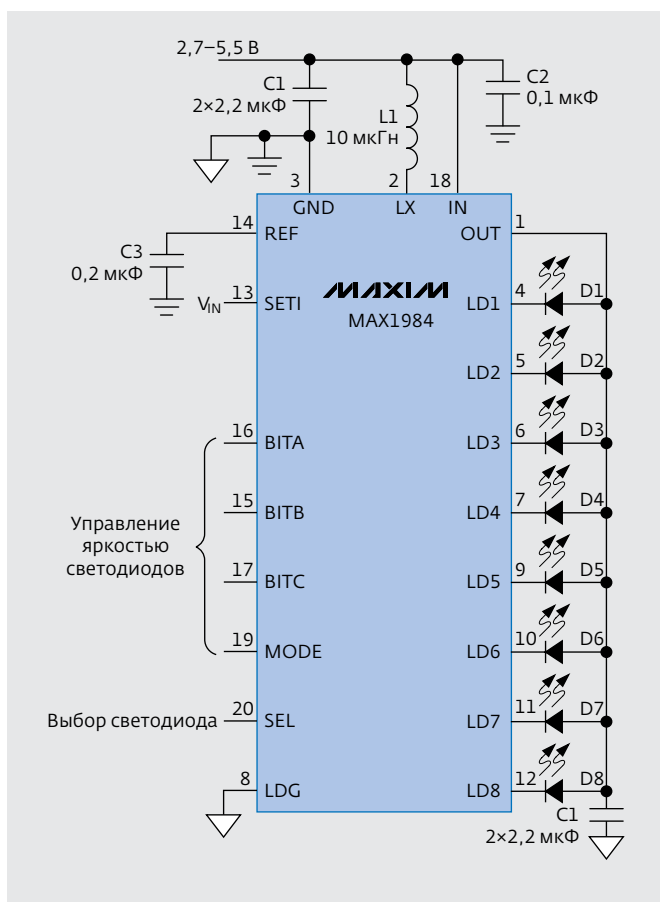 2,7–5,5 В
C1
2×2,2 мкФ
C2
0,1 мкФ
L1
10 мкГн
3
2
18
GND
LX
IN
14
REF
OUT
1
C3
0,2 мкФ
VIN
13
SETI
MAXIM
MAX1984
LD1
4
D1
LD2
5
D2
16
BITA
LD3
6
D3
15
BITB
LD4
7
D4
Управление
яркостью
светодиодов
17
BITC
LD5
9
D5
19
MODE
LD6
10
D6
Выбор светодиода
20
SEL
LD7
11
D7
8
LDG
LD8
12
D8
C1
2×2,2 мкФ